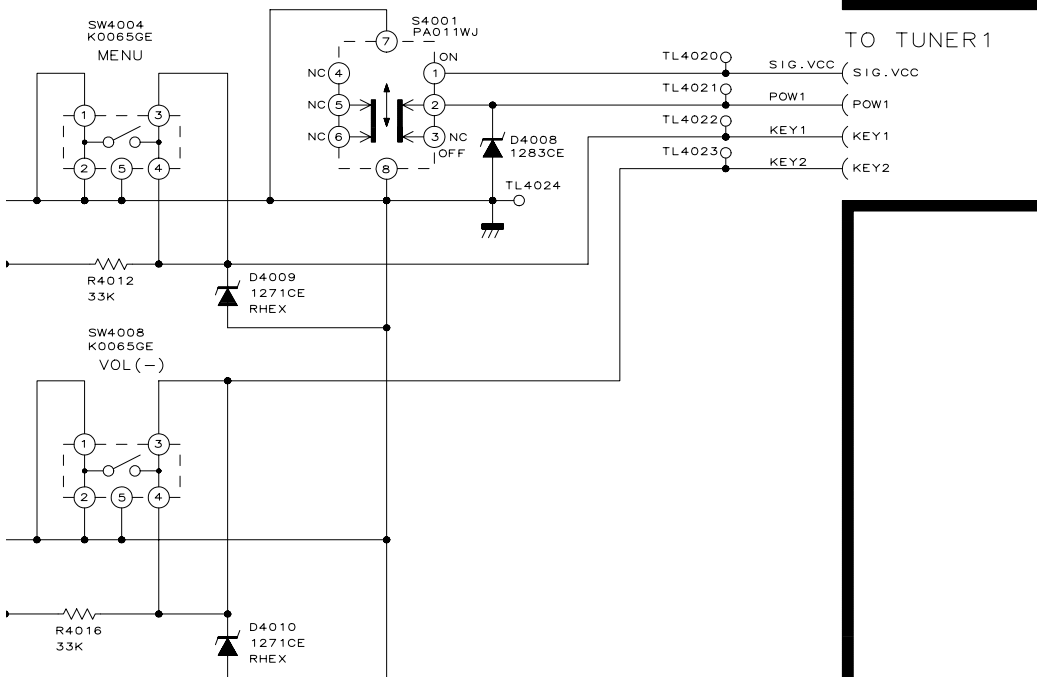 SW4004
K0065GE
MENU
1
3
2
5
4
S4001
PA011WJ
7
NC 4
1 ON
NC 5
2
NC 6
3 NC
OFF
8
D4008
1283CE
TL4024
TL4020
SIG.VCC
TL4021
POW1
TL4022
KEY1
TL4023
KEY2
TO TUNER1
SIG.VCC
POW1
KEY1
KEY2
R4012
33K
D4009
1271CE
RHEX
SW4008
K0065GE
VOL(-)
1
3
2
5
4
R4016
33K
D4010
1271CE
RHEX